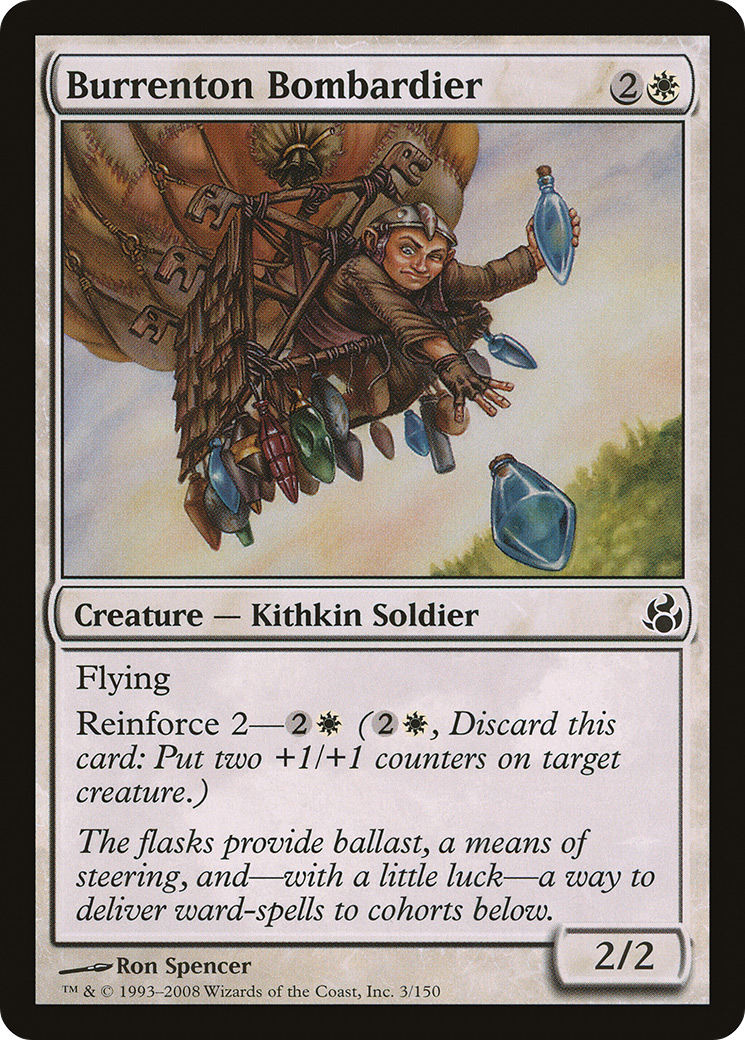 Burrenton Bombardier 2
Creature — Kithkin Soldier
Flying
Reinforce 2—2 (2, Discard this
card: Put two +1/+1 counters on target
creature.)
The flasks provide ballast, a means of
steering, and—with a little luck—a way to
deliver ward-spells to cohorts below.
2/2
Ron Spencer
™ & © 1993–2008 Wizards of the Coast, Inc. 3/150